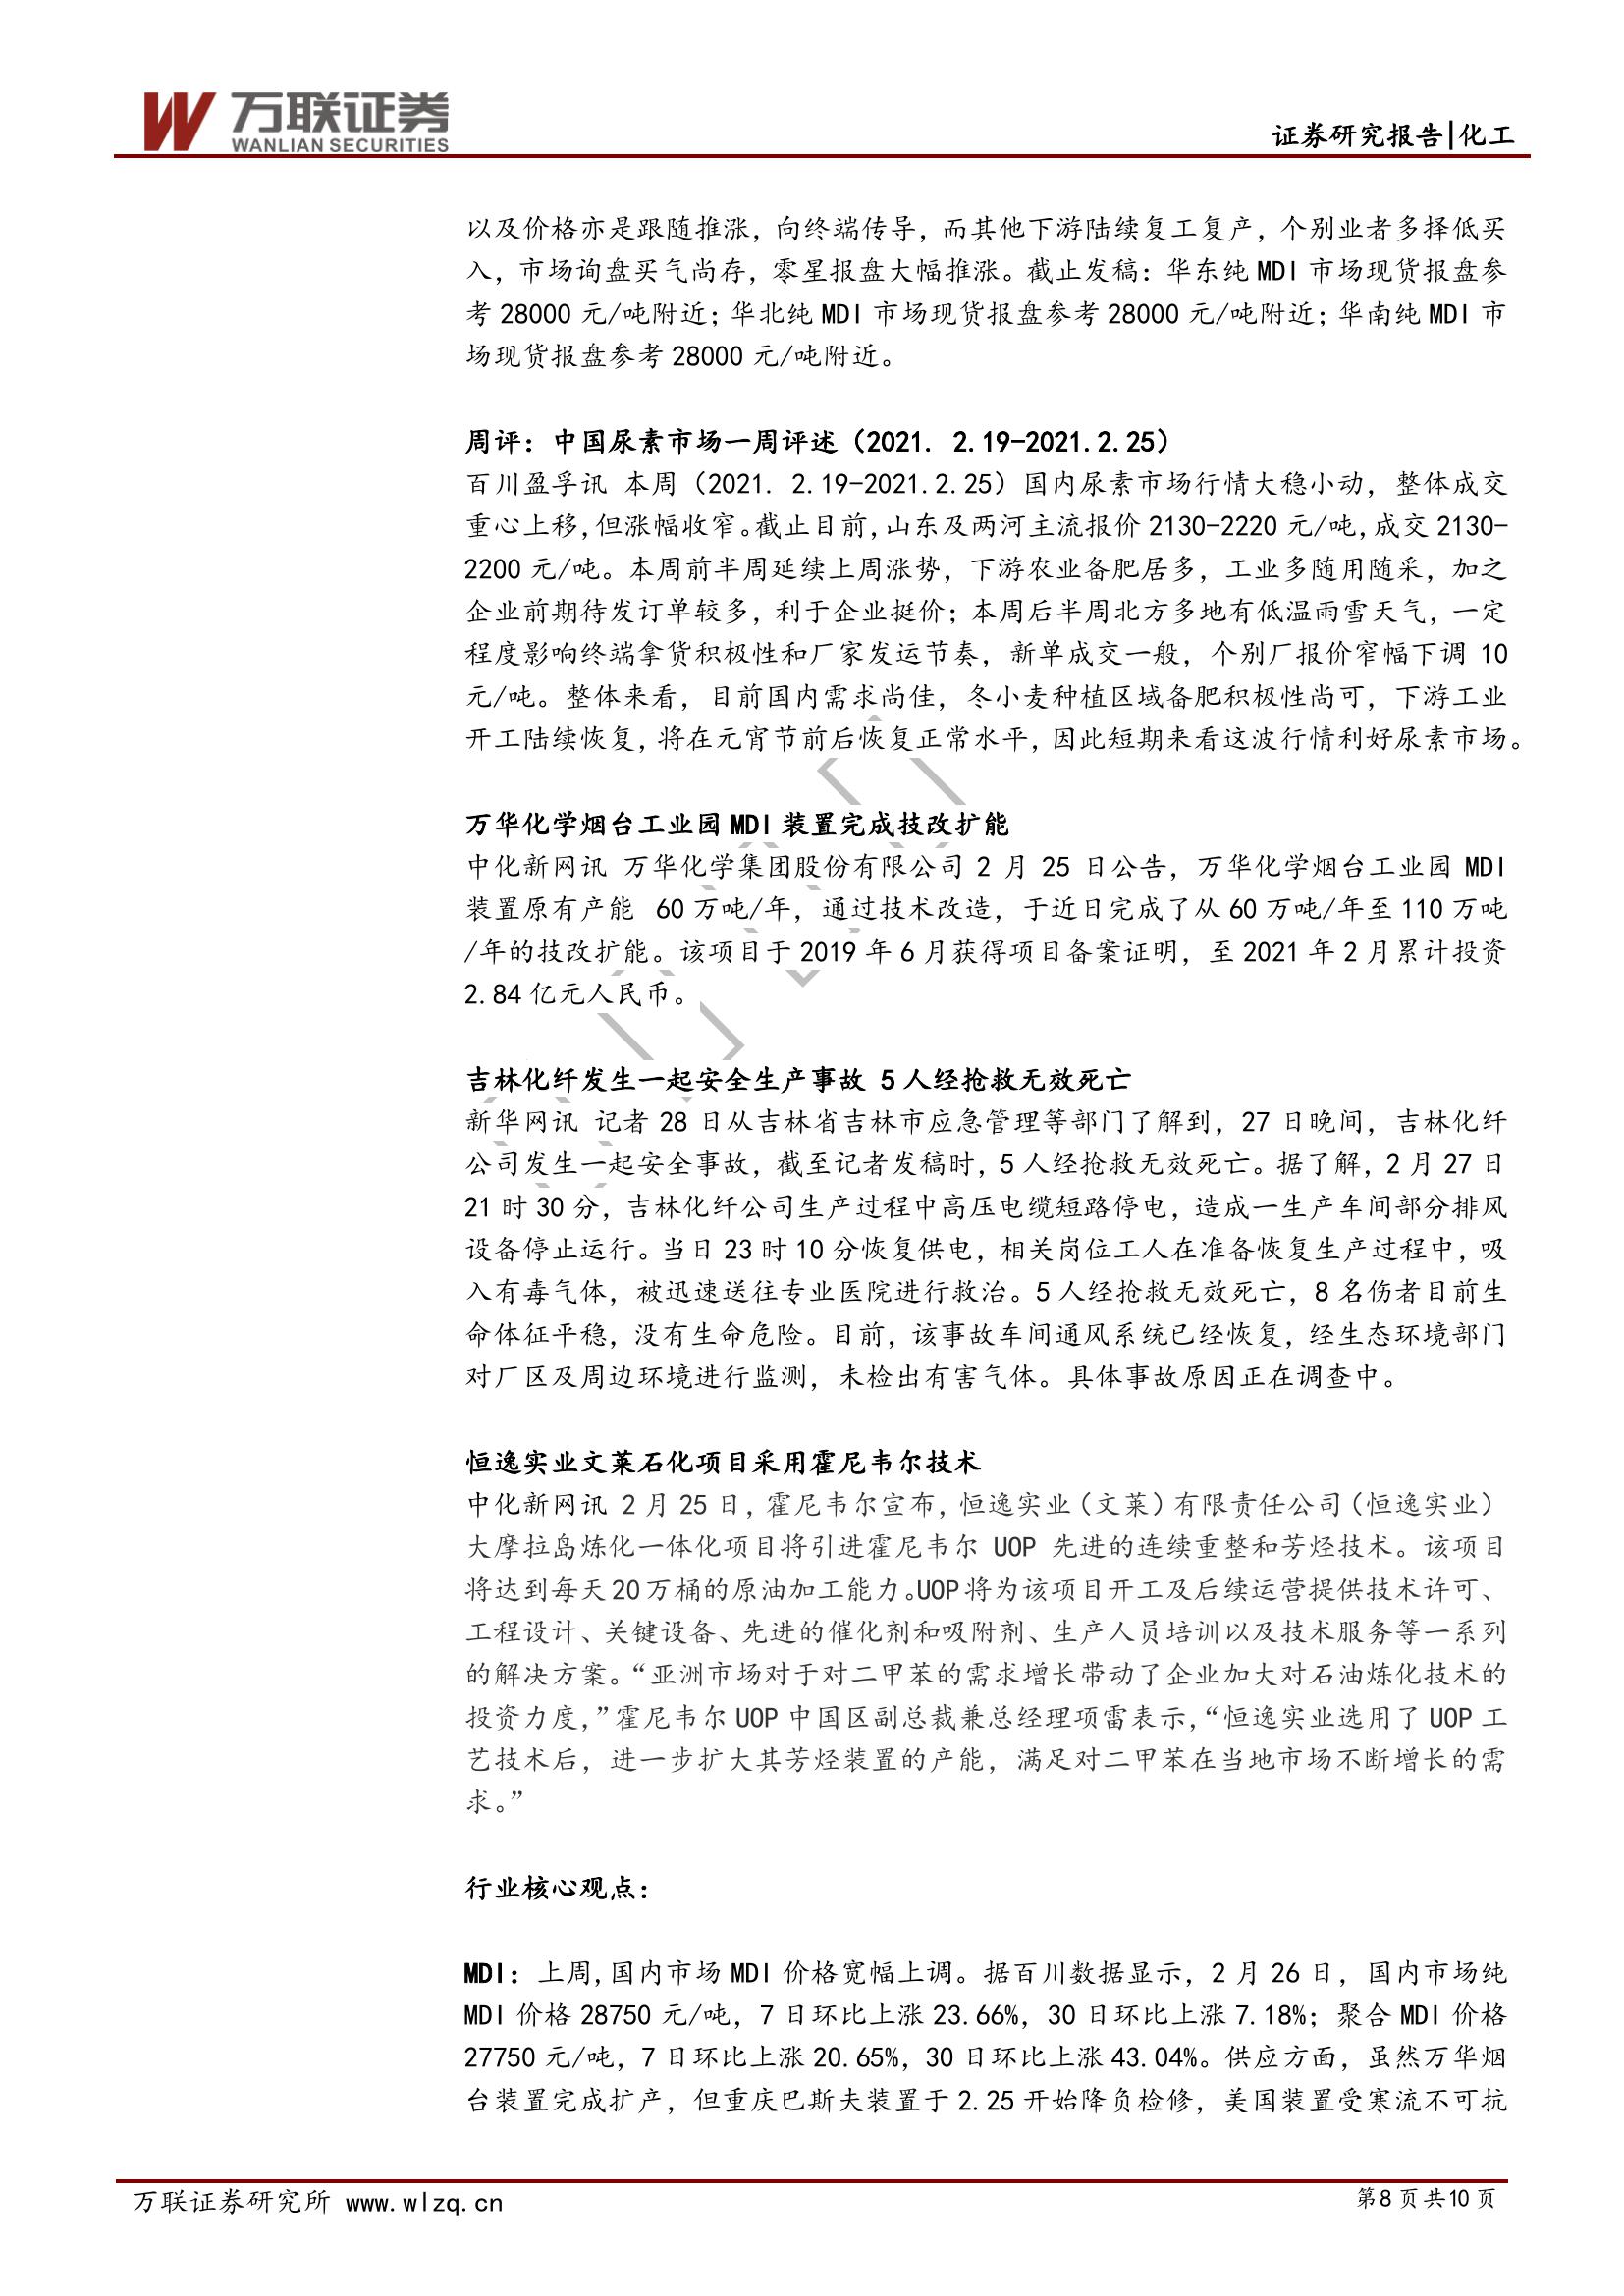 万联证券
WANLIAN SECURITIES
证券研究报告|化工
以及价格亦是跟随推涨，向终端传导，而其他下游陆续复工复产，个别业者多择低买
入，市场询盘买气尚存，零星报盘大幅推涨。截止发稿：华东纯 MDI 市场现货报盘参
考 28000 元/吨附近；华北纯 MDI 市场现货报盘参考 28000 元/吨附近；华南纯 MDI 市
场现货报盘参考 28000 元/吨附近。
周评：中国尿素市场一周评述（2021. 2.19-2021.2.25）
百川盈孚讯 本周（2021. 2.19-2021.2.25）国内尿素市场行情大稳小动，整体成交
重心上移，但涨幅收窄。截止目前，山东及两河主流报价 2130-2220 元/吨，成交 2130-
2200 元/吨。本周前半周延续上周涨势，下游农业备肥居多，工业多随用随采，加之
企业前期待发订单较多，利于企业挺价；本周后半周北方多地有低温雨雪天气，一定
程度影响终端拿货积极性和厂家发运节奏，新单成交一般，个别厂报价窄幅下调 10
元/吨。整体来看，目前国内需求尚佳，冬小麦种植区域备肥积极性尚可，下游工业
开工陆续恢复，将在元宵节前后恢复正常水平，因此短期来看这波行情利好尿素市场。
万华化学烟台工业园 MDI 装置完成技改扩能
中化新网讯 万华化学集团股份有限公司 2 月 25 日公告，万华化学烟台工业园 MDI
装置原有产能 60 万吨/年，通过技术改造，于近日完成了从 60 万吨/年至 110 万吨
/年的技改扩能。该项目于 2019 年 6 月获得项目备案证明，至 2021 年 2 月累计投资
2.84 亿元人民币。
吉林化纤发生一起安全生产事故 5 人经抢救无效死亡
新华网讯 记者 28 日从吉林省吉林市应急管理等部门了解到，27 日晚间，吉林化纤
公司发生一起安全事故，截至记者发稿时，5 人经抢救无效死亡。据了解，2 月 27 日
21 时 30 分，吉林化纤公司生产过程中高压电缆短路停电，造成一生产车间部分排风
设备停止运行。当日 23 时 10 分恢复供电，相关岗位工人在准备恢复生产过程中，吸
入有毒气体，被迅速送往专业医院进行救治。5 人经抢救无效死亡，8 名伤者目前生
命体征平稳，没有生命危险。目前，该事故车间通风系统已经恢复，经生态环境部门
对厂区及周边环境进行监测，未检出有害气体。具体事故原因正在调查中。
恒逸实业文莱石化项目采用霍尼韦尔技术
中化新网讯 2 月 25 日，霍尼韦尔宣布，恒逸实业（文莱）有限责任公司（恒逸实业）
大摩拉岛炼化一体化项目将引进霍尼韦尔 UOP 先进的连续重整和芳烃技术。该项目
将达到每天 20 万桶的原油加工能力。UOP 将为该项目开工及后续运营提供技术许可、
工程设计、关键设备、先进的催化剂和吸附剂、生产人员培训以及技术服务等一系列
的解决方案。“亚洲市场对于对二甲苯的需求增长带动了企业加大对石油炼化技术的
投资力度，”霍尼韦尔 UOP 中国区副总裁兼总经理项雷表示，“恒逸实业选用了 UOP 工
艺技术后，进一步扩大其芳烃装置的产能，满足对二甲苯在当地市场不断增长的需
求。”
行业核心观点：
MDI：上周，国内市场 MDI 价格宽幅上调。据百川数据显示，2 月 26 日，国内市场纯
MDI 价格 28750 元/吨，7 日环比上涨 23.66%，30 日环比上涨 7.18%；聚合 MDI 价格
27750 元/吨，7 日环比上涨 20.65%，30 日环比上涨 43.04%。供应方面，虽然万华烟
台装置完成扩产，但重庆巴斯夫装置于 2.25 开始降负检修，美国装置受寒流不可抗
万联证券研究所 www.wlzq.cn
第 8 页 共 10 页